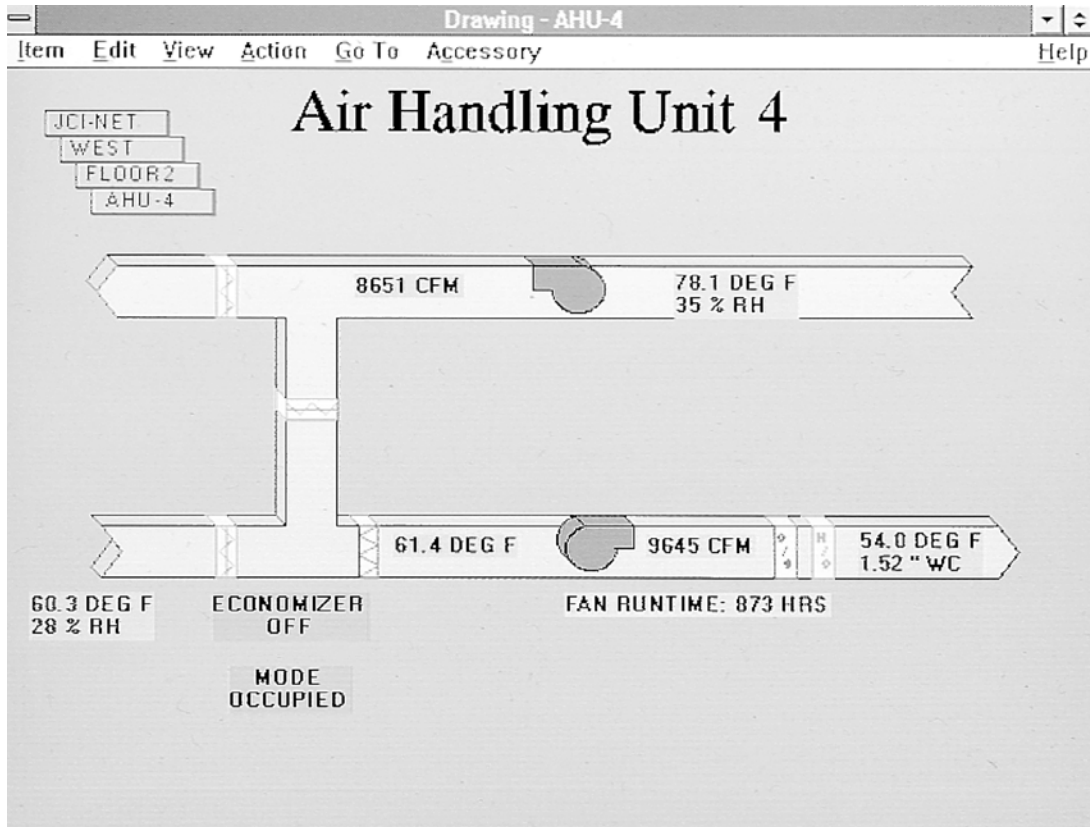 Drawing - AHU-4
Item Edit View Action Go To Accessory Help
Air Handling Unit 4
JCI-NET
WEST
FLOOR2
AHU-4
8651 CFM
78.1 DEG F
35 % RH
61.4 DEG F
9645 CFM
54.0 DEG F
1.52 " WC
60.3 DEG F
28 % RH
ECONOMIZER
OFF
FAN RUNTIME: 873 HRS
MODE
OCCUPIED